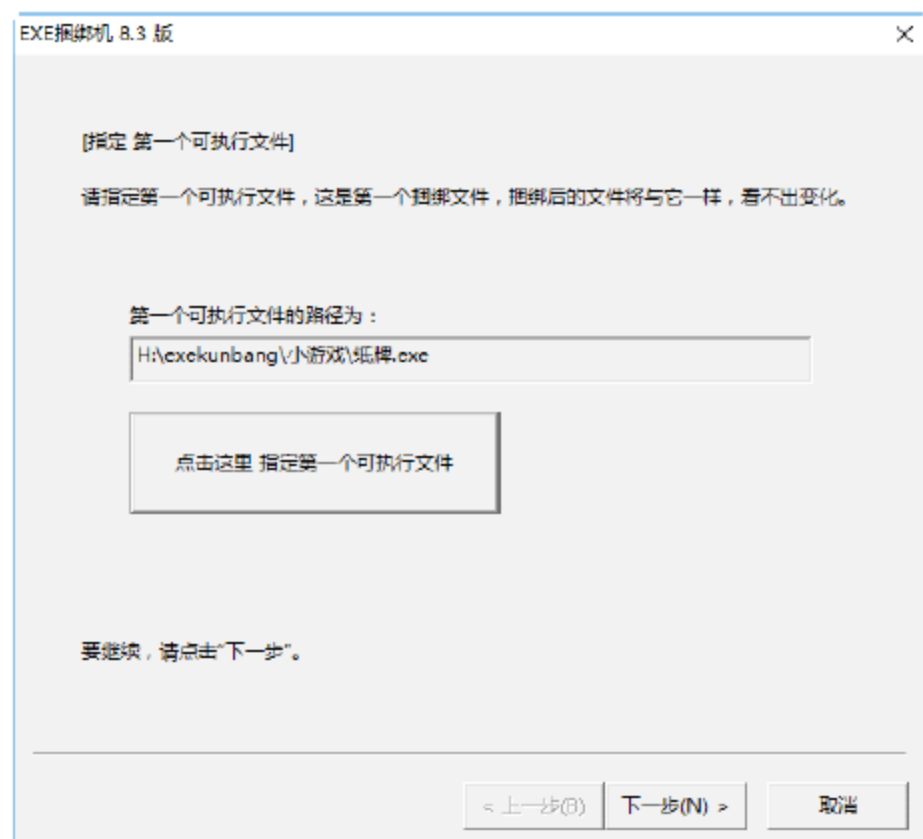 EXE捆绑机 8.3 版
[指定 第一个可执行文件]
请指定第一个可执行文件，这是第一个捆绑文件，捆绑后的文件将与它一样，看不出变化。
第一个可执行文件的路径为：
H:\exekunbang\小游戏\纸牌.exe
点击这里 指定第一个可执行文件
要继续，请点击“下一步”。
< 上一步(B)
下一步(N) >
取消